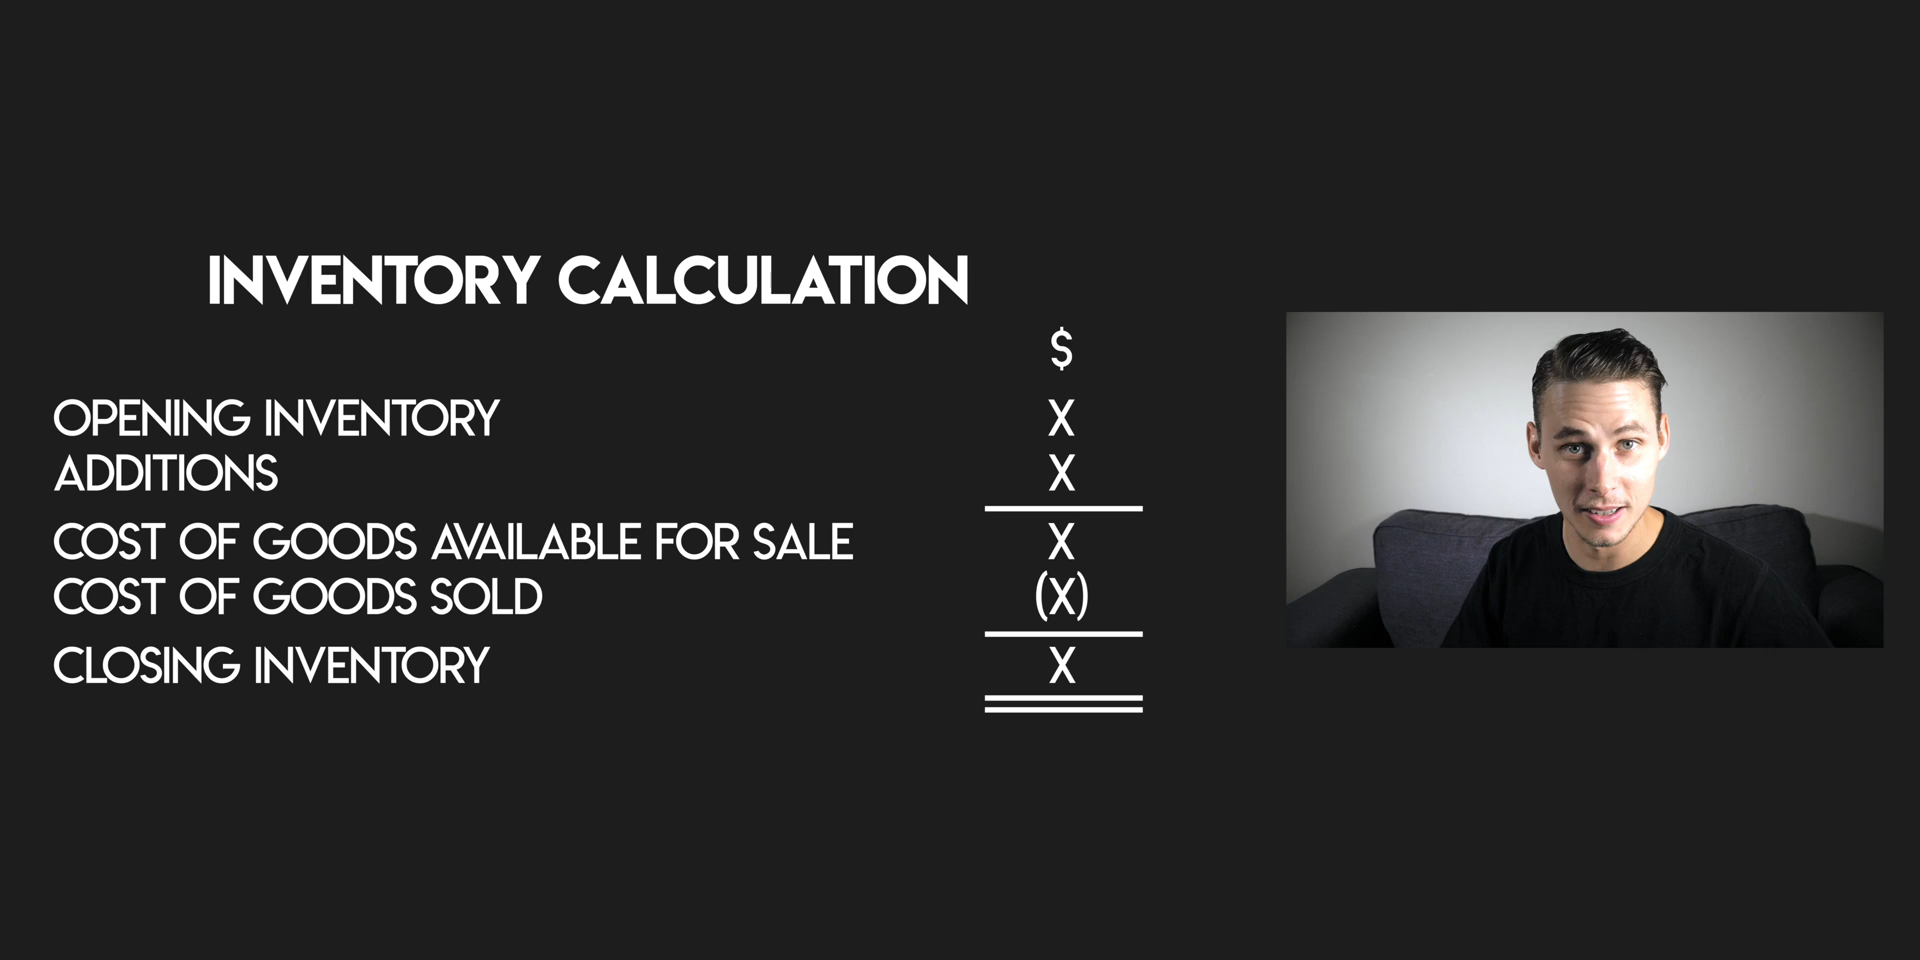 INVENTORY CALCULATION
$
OPENING INVENTORY X
ADDITIONS X
COST OF GOODS AVAILABLE FOR SALE X
COST OF GOODS SOLD (X)
CLOSING INVENTORY X